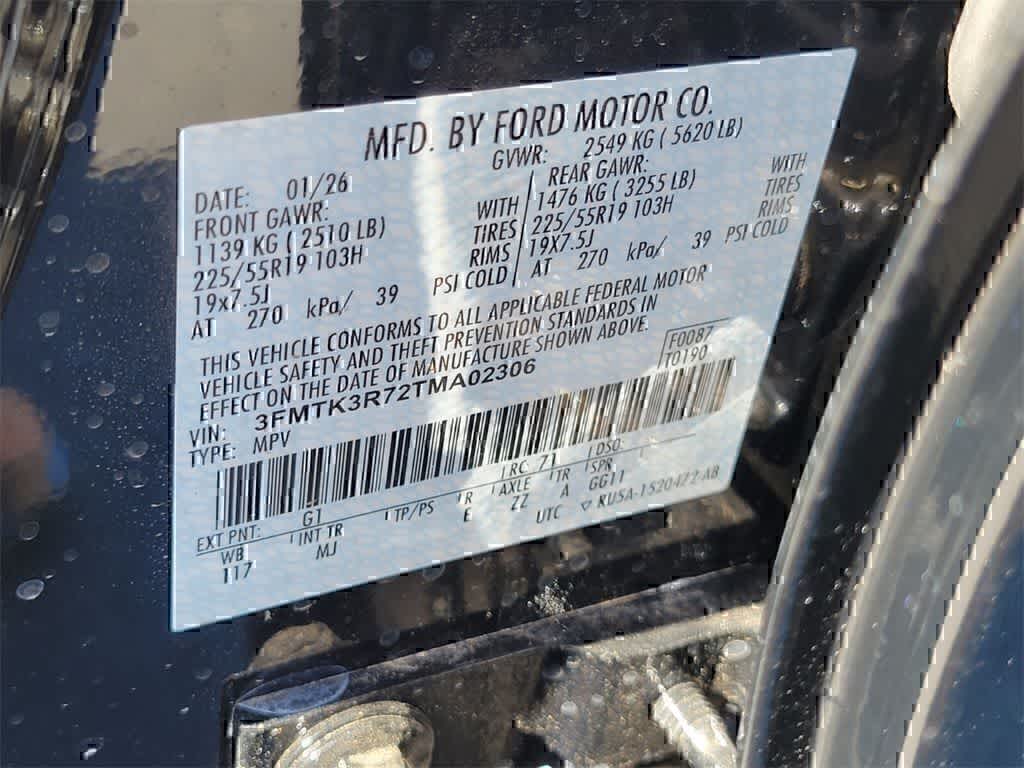 MFD. BY FORD MOTOR CO.
DATE: 01/26 GVWR: 2549 KG ( 5620 LB)
FRONT GAWR: REAR GAWR:
1139 KG ( 2510 LB) WITH 1476 KG ( 3255 LB) WITH
225/55R19 103H TIRES 225/55R19 103H TIRES
19x7.5J RIMS 19X7.5J RIMS
AT 270 kPa/ 39 PSI COLD AT 270 kPa/ 39 PSI COLD
THIS VEHICLE CONFORMS TO ALL APPLICABLE FEDERAL MOTOR
VEHICLE SAFETY AND THEFT PREVENTION STANDARDS IN
EFFECT ON THE DATE OF MANUFACTURE SHOWN ABOVE.
F0087
T0190
VIN: 3FMTK3R72TMA02306
TYPE: MPV
EXT PNT: G1 RC 71 DSO:
WB INT TR TP/PS R AXLE TR SPR
117 MJ E ZZ A GG11
UTC ▽ RU5A-1520472-AB